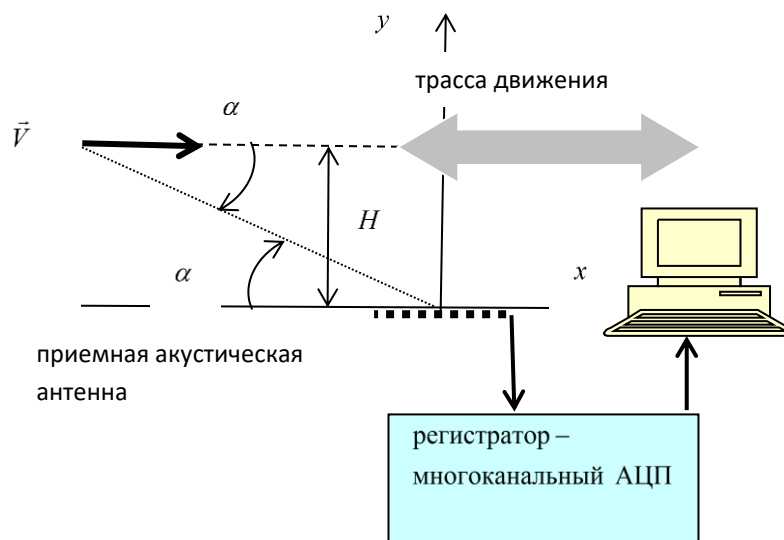 y
трасса движения
α
V⃗
H
α
x
приемная акустическая
антенна
регистратор –
многоканальный АЦП